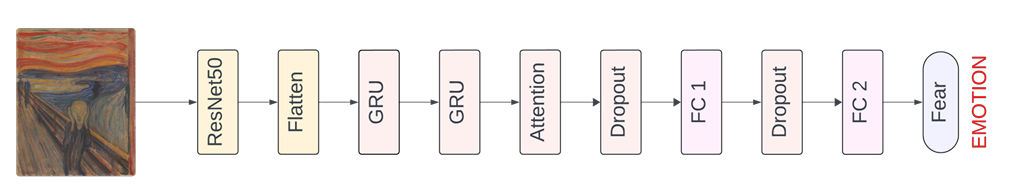 ResNet50
Flatten
GRU
GRU
Attention
Dropout
FC 1
Dropout
FC 2
Fear
EMOTION